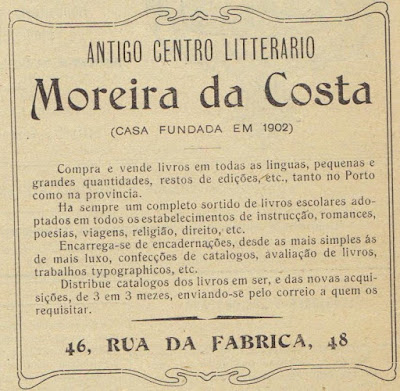 ANTIGO CENTRO LITTERARIO
Moreira da Costa
(CASA FUNDADA EM 1902)
Compra e vende livros em todas as linguas, pequenas e
grandes quantidades, restos de edições, etc., tanto no Porto
como na provincia.
Ha sempre um completo sortido de livros escolares ado-
ptados em todos os estabelecimentos de instrucção, romances,
poesias, viagens, religião, direito, etc.
Encarrega-se de encadernações, desde as mais simples ás
de mais luxo, confecções de catalogos, avaliação de livros,
trabalhos typographicos, etc.
Distribue catalogos dos livros em ser, e das novas acqui-
sições, de 3 em 3 mezes, enviando-se pelo correio a quem os
requisitar.
46, RUA DA FABRICA, 48